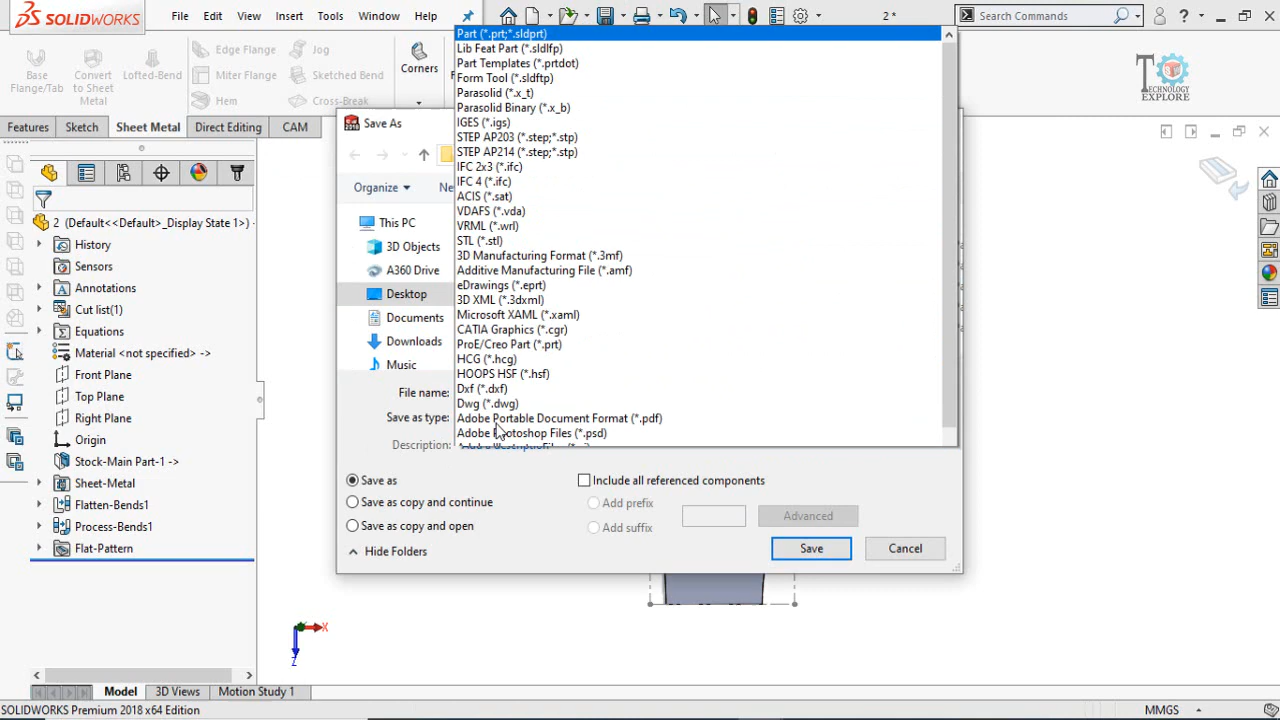 SOLIDWORKS
File Edit View Insert Tools Window Help
2 *
Search Commands
Base Flange/Tab
Convert to Sheet Metal
Lofted-Bend
Edge Flange
Miter Flange
Hem
Jog
Sketched Bend
Cross-Break
Corners
TECHNOLOGY EXPLORE
Features Sketch Sheet Metal Direct Editing CAM
2 (Default<<Default>_Display State 1>)
History
Sensors
Annotations
Cut list(1)
Equations
Material <not specified> ->
Front Plane
Top Plane
Right Plane
Origin
Stock-Main Part-1 ->
Sheet-Metal
Flatten-Bends1
Process-Bends1
Flat-Pattern
Save As
Organize
This PC
3D Objects
A360 Drive
Desktop
Documents
Downloads
Music
Part (*.prt;*.sldprt)
Lib Feat Part (*.sldlfp)
Part Templates (*.prtdot)
Form Tool (*.sldftp)
Parasolid (*.x_t)
Parasolid Binary (*.x_b)
IGES (*.igs)
STEP AP203 (*.step;*.stp)
STEP AP214 (*.step;*.stp)
IFC 2x3 (*.ifc)
IFC 4 (*.ifc)
ACIS (*.sat)
VDAFS (*.vda)
VRML (*.wrl)
STL (*.stl)
3D Manufacturing Format (*.3mf)
Additive Manufacturing File (*.amf)
eDrawings (*.eprt)
3D XML (*.3dxml)
Microsoft XAML (*.xaml)
CATIA Graphics (*.cgr)
ProE/Creo Part (*.prt)
HCG (*.hcg)
HOOPS HSF (*.hsf)
Dxf (*.dxf)
Dwg (*.dwg)
Adobe Portable Document Format (*.pdf)
Adobe Photoshop Files (*.psd)
File name:
Save as type:
Description:
Save as
Save as copy and continue
Save as copy and open
Include all referenced components
Add prefix
Add suffix
Advanced
Hide Folders
Save
Cancel
X
Z
Model 3D Views Motion Study 1
SOLIDWORKS Premium 2018 x64 Edition
MMGS